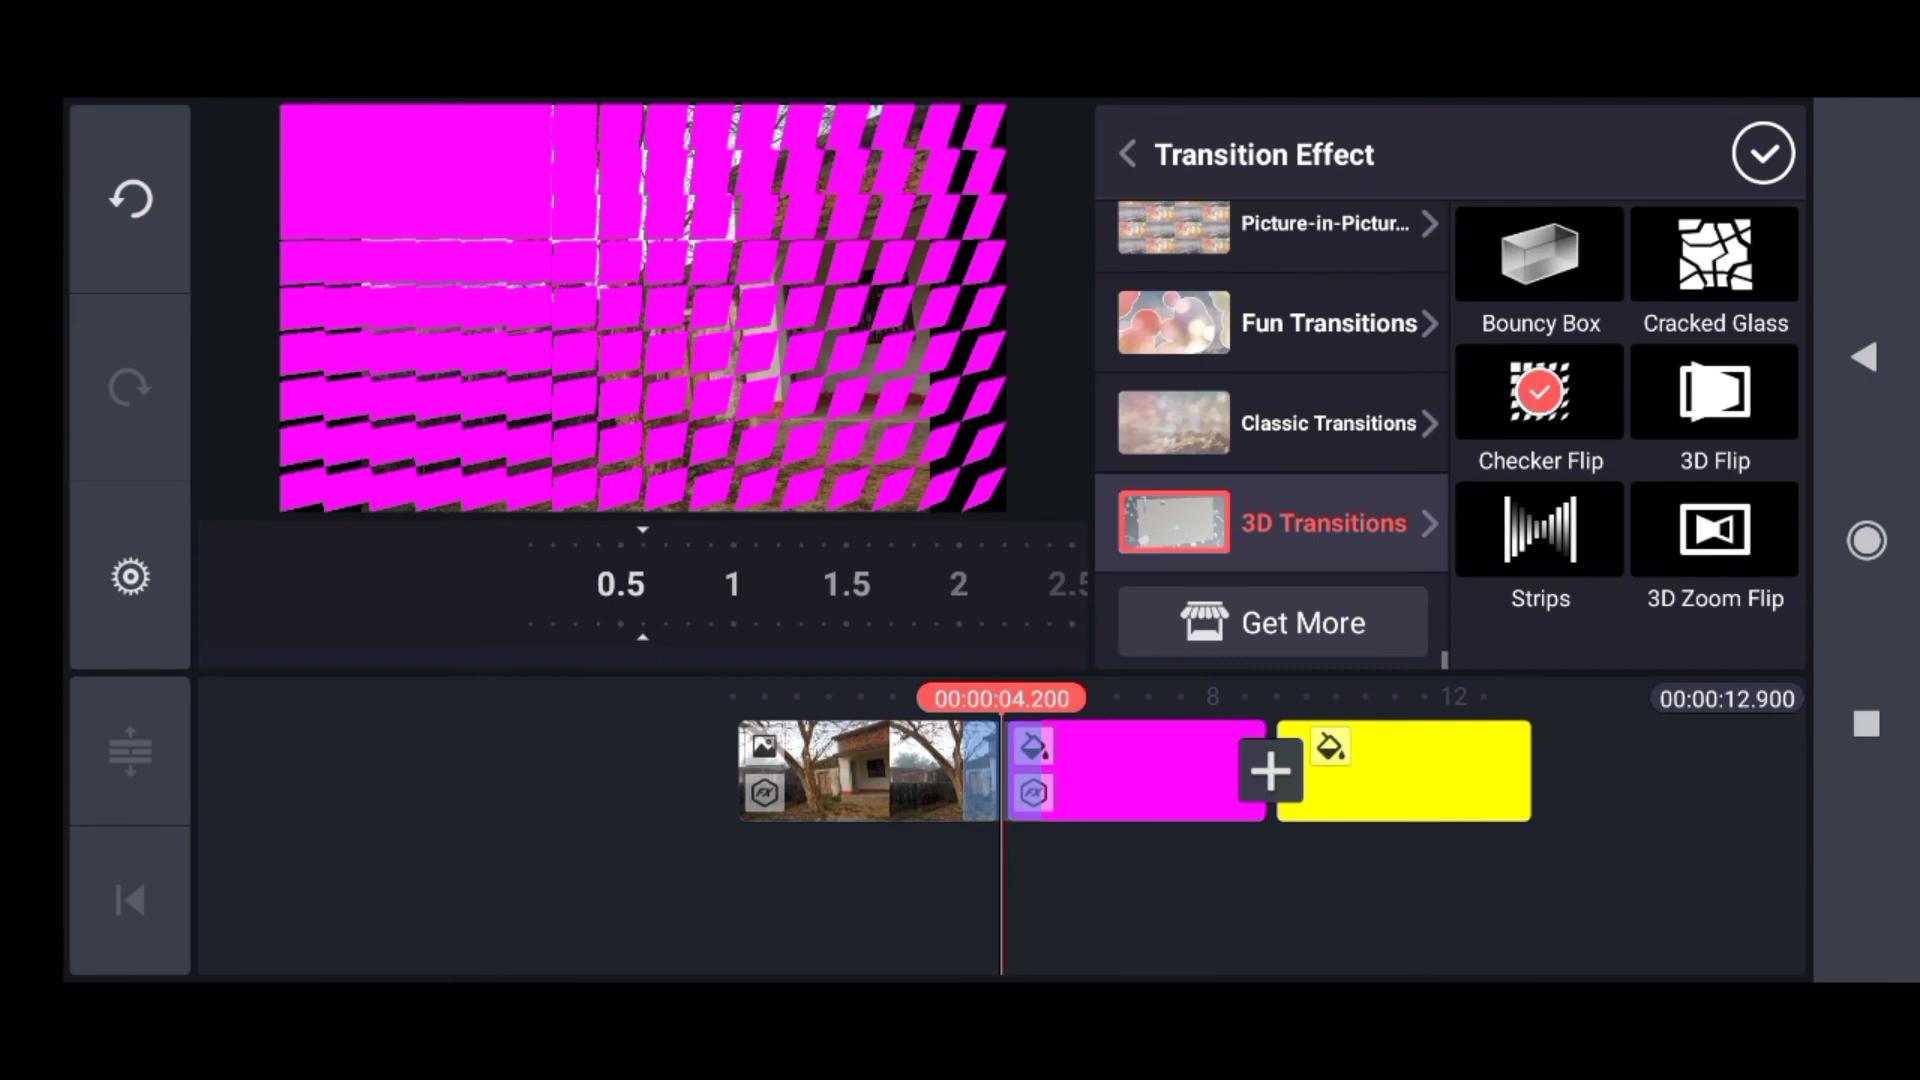 Transition Effect
Picture-in-Pictur...
Fun Transitions
Classic Transitions
3D Transitions
Get More
Bouncy Box
Cracked Glass
Checker Flip
3D Flip
Strips
3D Zoom Flip
0.5 1 1.5 2 2.5
00:00:04.200 8 12 00:00:12.900
FX FX